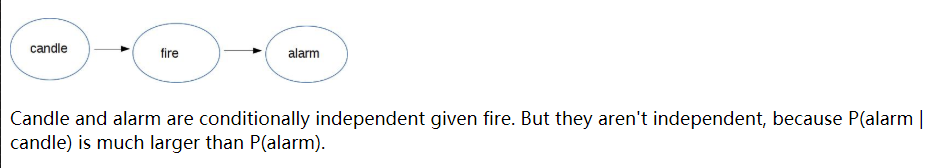 candle
fire
alarm
Candle and alarm are conditionally independent given fire. But they aren't independent, because P(alarm |
candle) is much larger than P(alarm).